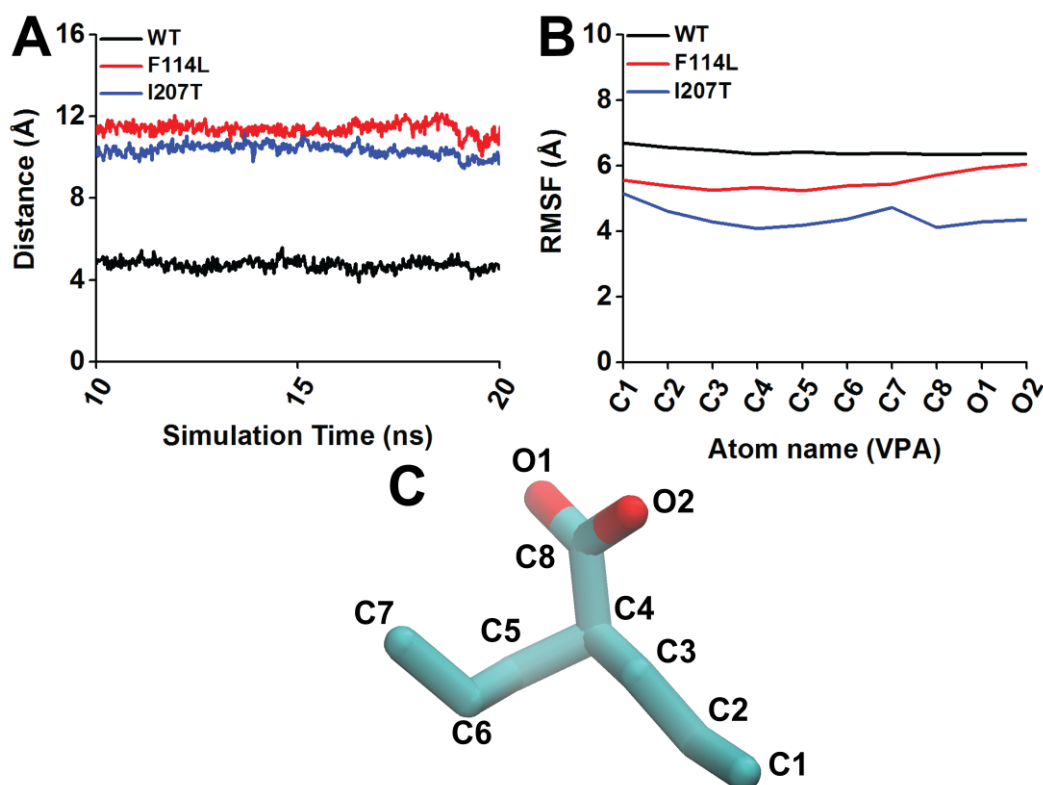 A
16
12
8
4
0
Distance (Å)
WT
F114L
I207T
10
15
20
Simulation Time (ns)
B
10
8
6
4
2
0
RMSF (Å)
WT
F114L
I207T
C1
C2
C3
C4
C5
C6
C7
C8
O1
O2
Atom name (VPA)
C
O1
O2
C8
C7
C5
C4
C3
C6
C2
C1